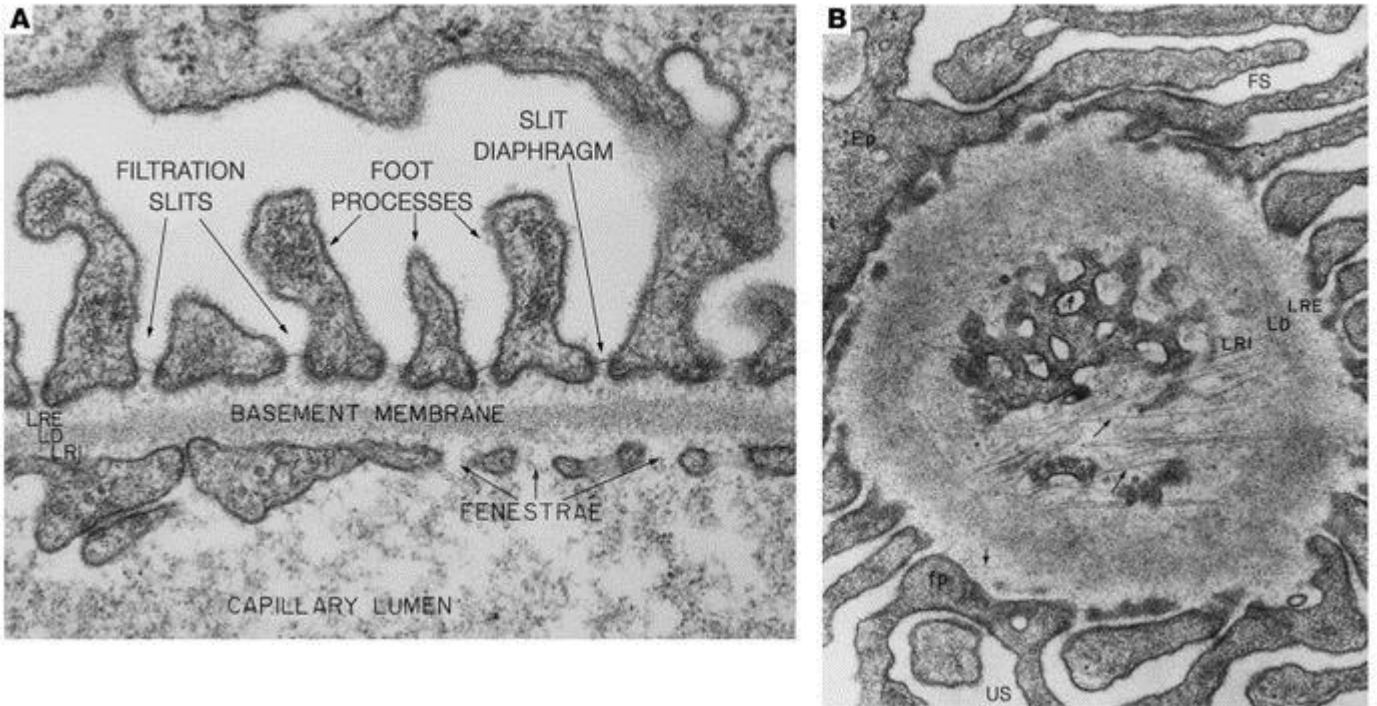 A
FILTRATION
SLITS
FOOT
PROCESSES
SLIT
DIAPHRAGM
LRE
LD
LRI
BASEMENT MEMBRANE
FENESTRAE
CAPILLARY LUMEN
B
FS
Ep
LRE
LD
LRI
fp
US